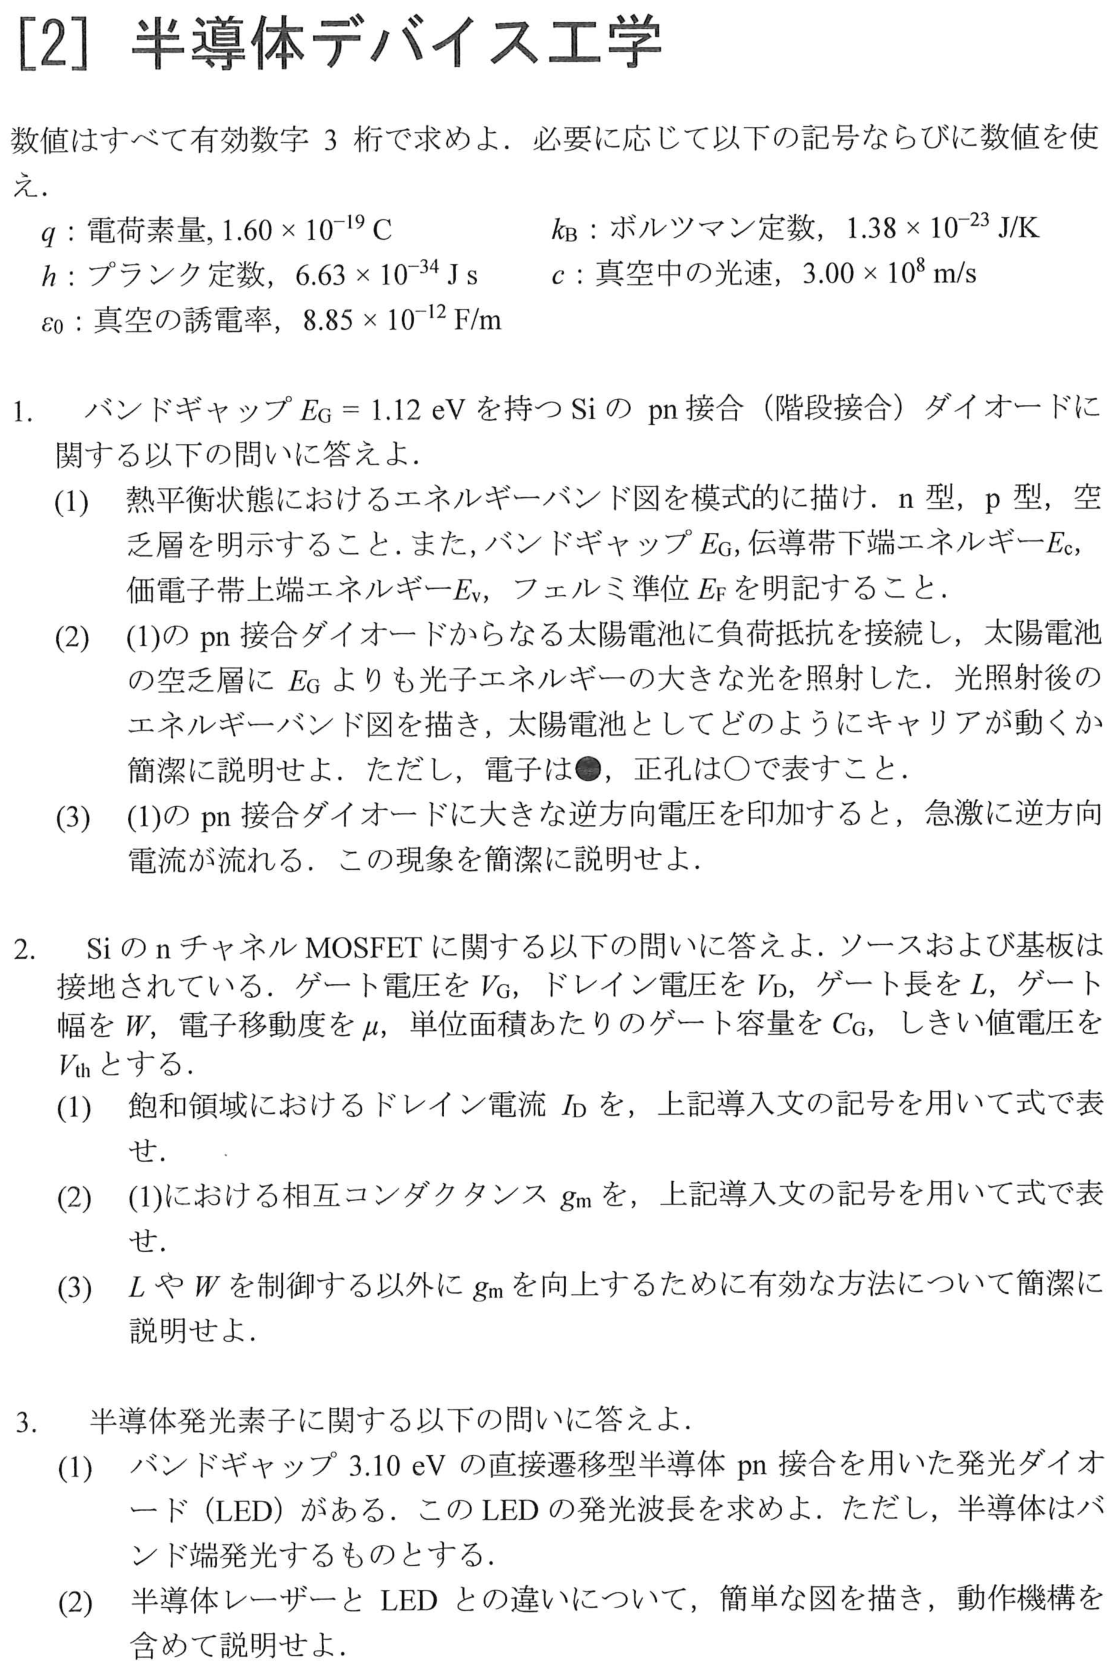 [2] 半導体デバイス工学
数値はすべて有効数字 3 桁で求めよ．必要に応じて以下の記号ならびに数値を使
え．
q：電荷素量, 1.60 × 10⁻¹⁹ C　　kB：ボルツマン定数，1.38 × 10⁻²³ J/K
h：プランク定数，6.63 × 10⁻³⁴ J s　　c：真空中の光速，3.00 × 10⁸ m/s
ε0：真空の誘電率，8.85 × 10⁻¹² F/m
1.　バンドギャップ EG = 1.12 eV を持つ Si の pn 接合（階段接合）ダイオードに
関する以下の問いに答えよ．
(1)　熱平衡状態におけるエネルギーバンド図を模式的に描け．n 型，p 型，空
乏層を明示すること．また，バンドギャップ EG, 伝導帯下端エネルギーEc,
価電子帯上端エネルギーEv，フェルミ準位 EF を明記すること．
(2)　(1)の pn 接合ダイオードからなる太陽電池に負荷抵抗を接続し，太陽電池
の空乏層に EG よりも光子エネルギーの大きな光を照射した．光照射後の
エネルギーバンド図を描き，太陽電池としてどのようにキャリアが動くか
簡潔に説明せよ．ただし，電子は●，正孔は○で表すこと．
(3)　(1)の pn 接合ダイオードに大きな逆方向電圧を印加すると，急激に逆方向
電流が流れる．この現象を簡潔に説明せよ．
2.　Si の n チャネル MOSFET に関する以下の問いに答えよ．ソースおよび基板は
接地されている．ゲート電圧を VG，ドレイン電圧を VD，ゲート長を L，ゲート
幅を W，電子移動度を μ，単位面積あたりのゲート容量を CG，しきい値電圧を
Vth とする．
(1)　飽和領域におけるドレイン電流 ID を，上記導入文の記号を用いて式で表
せ．
(2)　(1)における相互コンダクタンス gm を，上記導入文の記号を用いて式で表
せ．
(3)　L や W を制御する以外に gm を向上するために有効な方法について簡潔に
説明せよ．
3.　半導体発光素子に関する以下の問いに答えよ．
(1)　バンドギャップ 3.10 eV の直接遷移型半導体 pn 接合を用いた発光ダイオ
ード（LED）がある．この LED の発光波長を求めよ．ただし，半導体はバ
ンド端発光するものとする．
(2)　半導体レーザーと LED との違いについて，簡単な図を描き，動作機構を
含めて説明せよ．